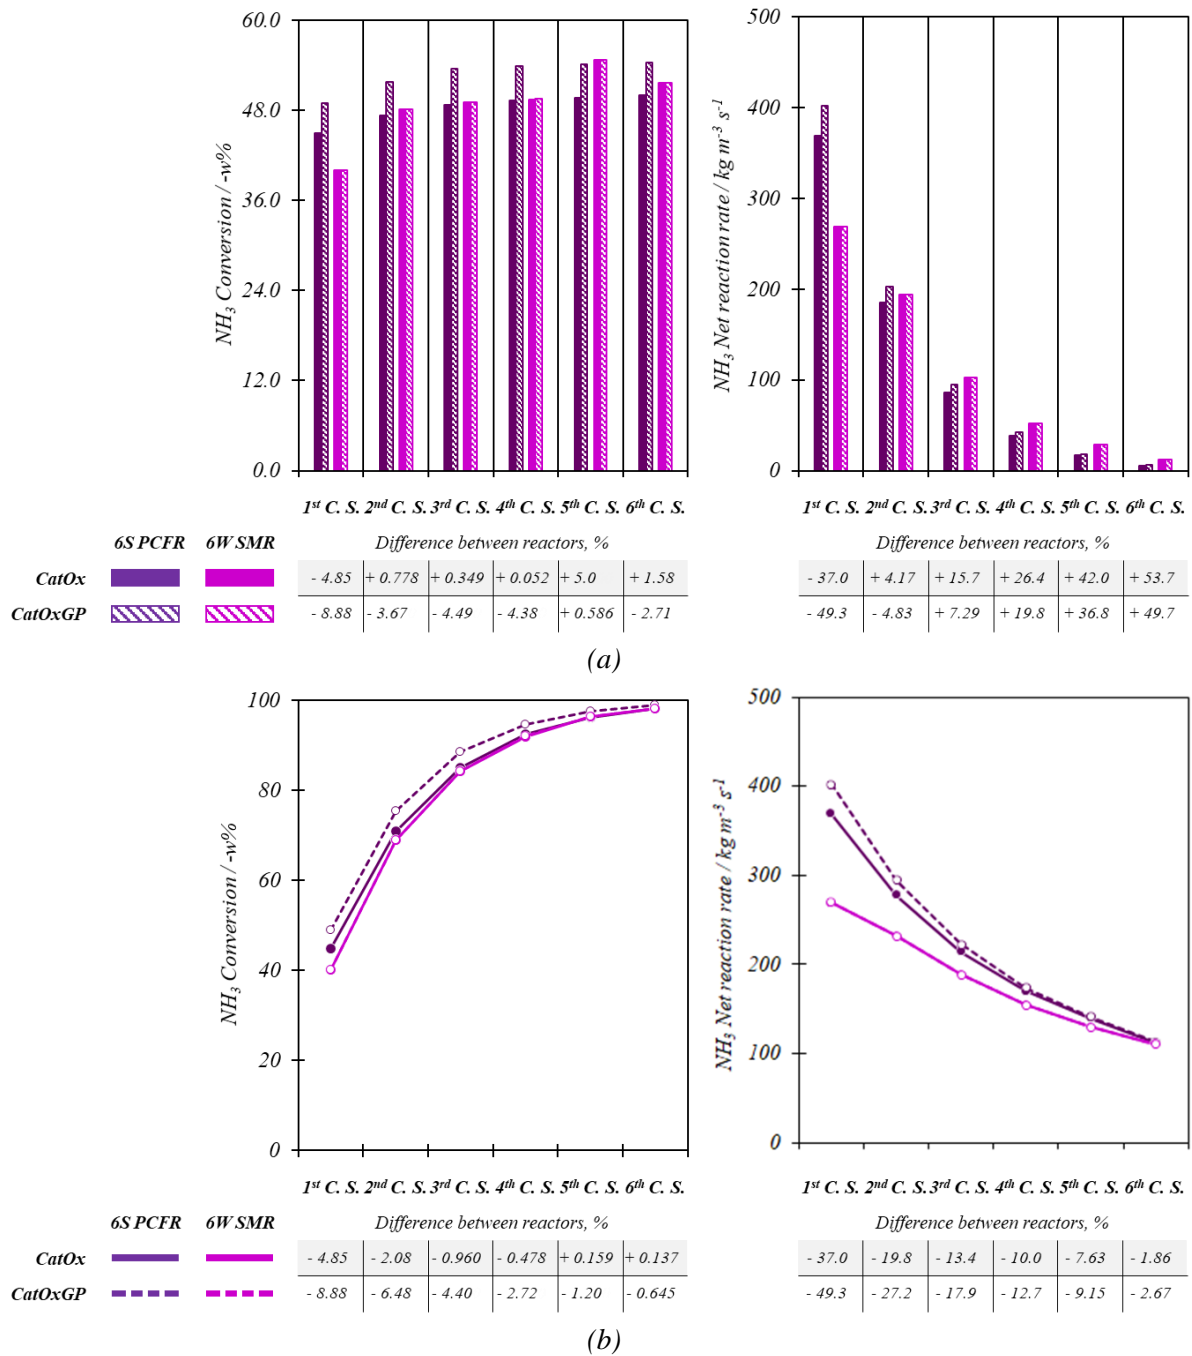 60.0
48.0
36.0
24.0
12.0
0.0
NH3 Conversion / -w%
500
400
300
200
100
0
NH3 Net reaction rate / kg m-3 s-1
1st C. S. 2nd C. S. 3rd C. S. 4th C. S. 5th C. S. 6th C. S.
1st C. S. 2nd C. S. 3rd C. S. 4th C. S. 5th C. S. 6th C. S.
6S PCFR 6W SMR
Difference between reactors, %
Difference between reactors, %
CatOx
- 4.85 + 0.778 + 0.349 + 0.052 + 5.0 + 1.58
- 37.0 + 4.17 + 15.7 + 26.4 + 42.0 + 53.7
CatOxGP
- 8.88 - 3.67 - 4.49 - 4.38 + 0.586 - 2.71
- 49.3 - 4.83 + 7.29 + 19.8 + 36.8 + 49.7
(a)
100
80
60
40
20
0
NH3 Conversion / -w%
500
400
300
200
100
0
NH3 Net reaction rate / kg m-3 s-1
1st C. S. 2nd C. S. 3rd C. S. 4th C. S. 5th C. S. 6th C. S.
1st C. S. 2nd C. S. 3rd C. S. 4th C. S. 5th C. S. 6th C. S.
6S PCFR 6W SMR
Difference between reactors, %
Difference between reactors, %
CatOx
- 4.85 - 2.08 - 0.960 - 0.478 + 0.159 + 0.137
- 37.0 - 19.8 - 13.4 - 10.0 - 7.63 - 1.86
CatOxGP
- 8.88 - 6.48 - 4.40 - 2.72 - 1.20 - 0.645
- 49.3 - 27.2 - 17.9 - 12.7 - 9.15 - 2.67
(b)